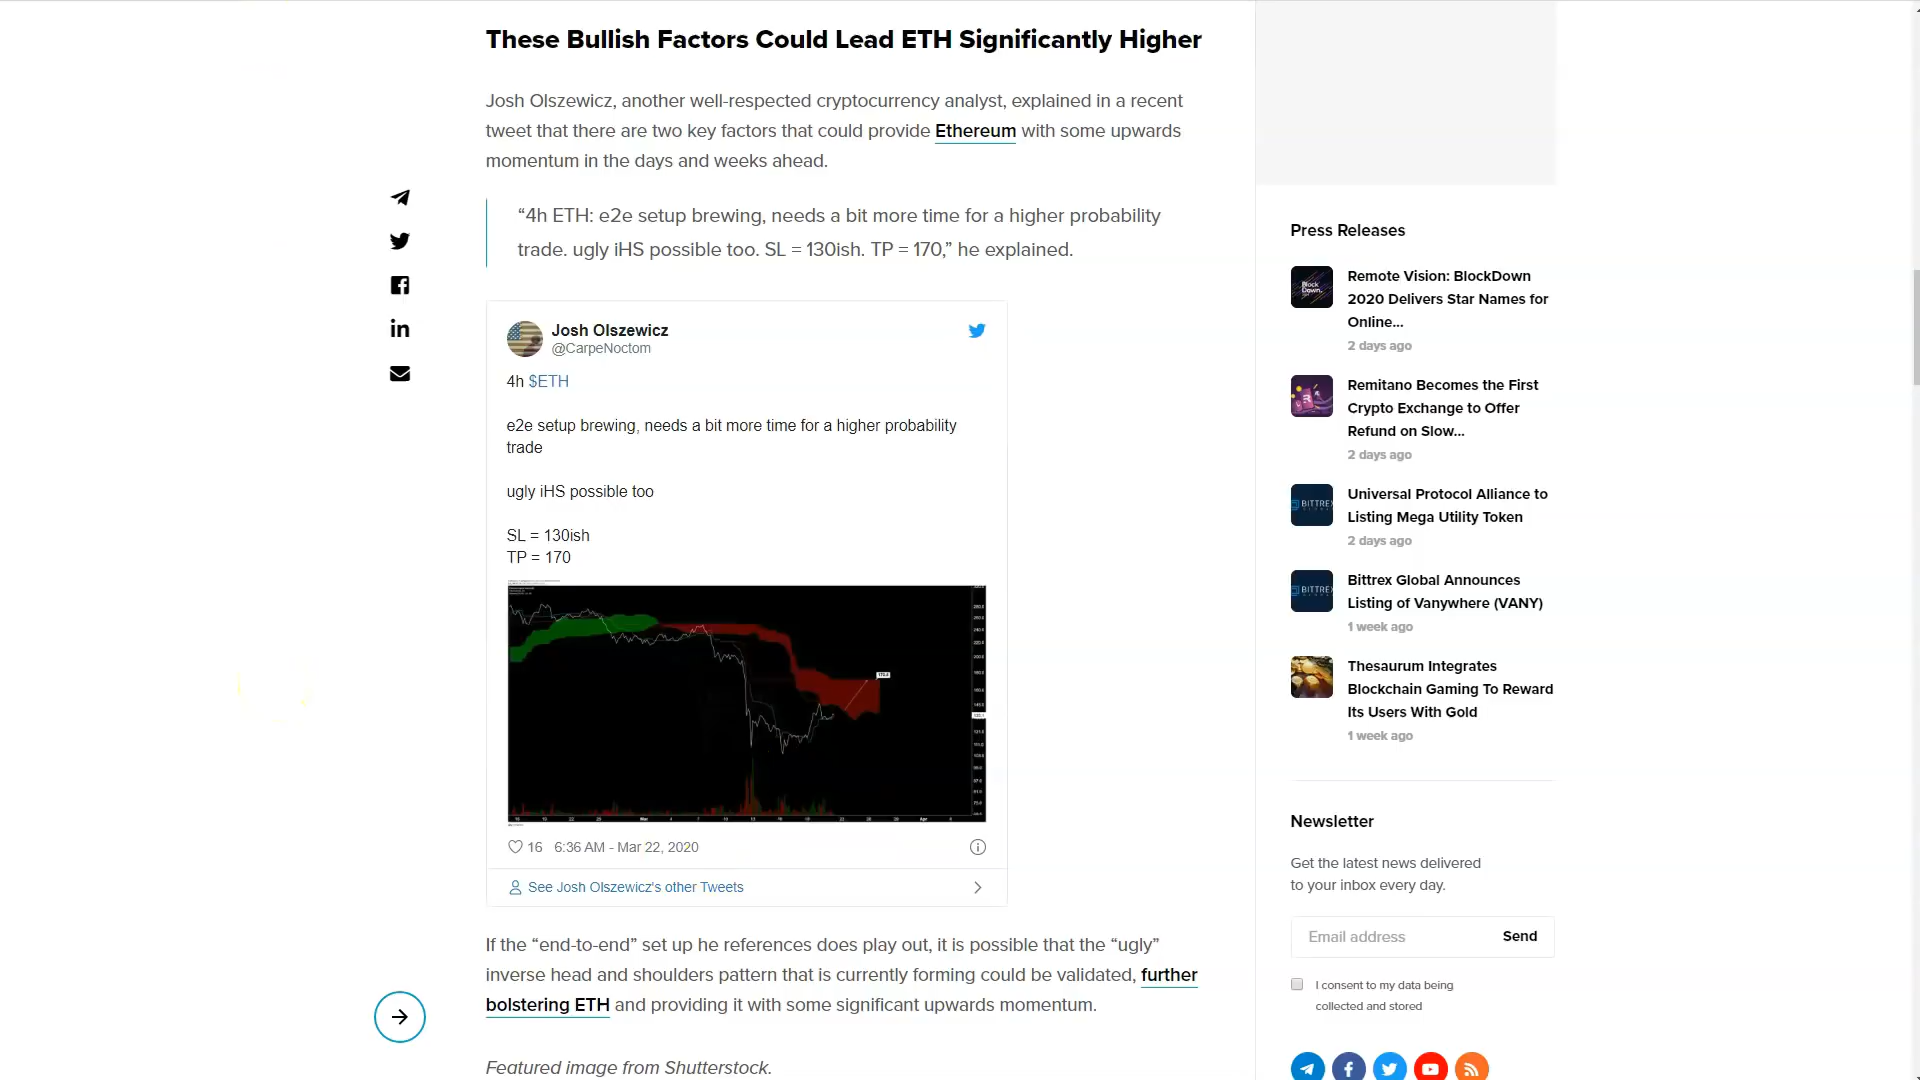 These Bullish Factors Could Lead ETH Significantly Higher
Josh Olszewicz, another well-respected cryptocurrency analyst, explained in a recent
tweet that there are two key factors that could provide Ethereum with some upwards
momentum in the days and weeks ahead.
“4h ETH: e2e setup brewing, needs a bit more time for a higher probability
trade. ugly iHS possible too. SL = 130ish. TP = 170,” he explained.
Josh Olszewicz
@CarpeNoctom
4h $ETH
e2e setup brewing, needs a bit more time for a higher probability
trade
ugly iHS possible too
SL = 130ish
TP = 170
16 6:36 AM - Mar 22, 2020
See Josh Olszewicz's other Tweets
If the “end-to-end” set up he references does play out, it is possible that the “ugly”
inverse head and shoulders pattern that is currently forming could be validated, further
bolstering ETH and providing it with some significant upwards momentum.
Featured image from Shutterstock.
Press Releases
Block
Down.
Remote Vision: BlockDown
2020 Delivers Star Names for
Online...
2 days ago
Remitano Becomes the First
Crypto Exchange to Offer
Refund on Slow...
2 days ago
BITTREX
Universal Protocol Alliance to
Listing Mega Utility Token
2 days ago
BITTREX
Bittrex Global Announces
Listing of Vanywhere (VANY)
1 week ago
Thesaurum Integrates
Blockchain Gaming To Reward
Its Users With Gold
1 week ago
Newsletter
Get the latest news delivered
to your inbox every day.
Email address
Send
I consent to my data being
collected and stored